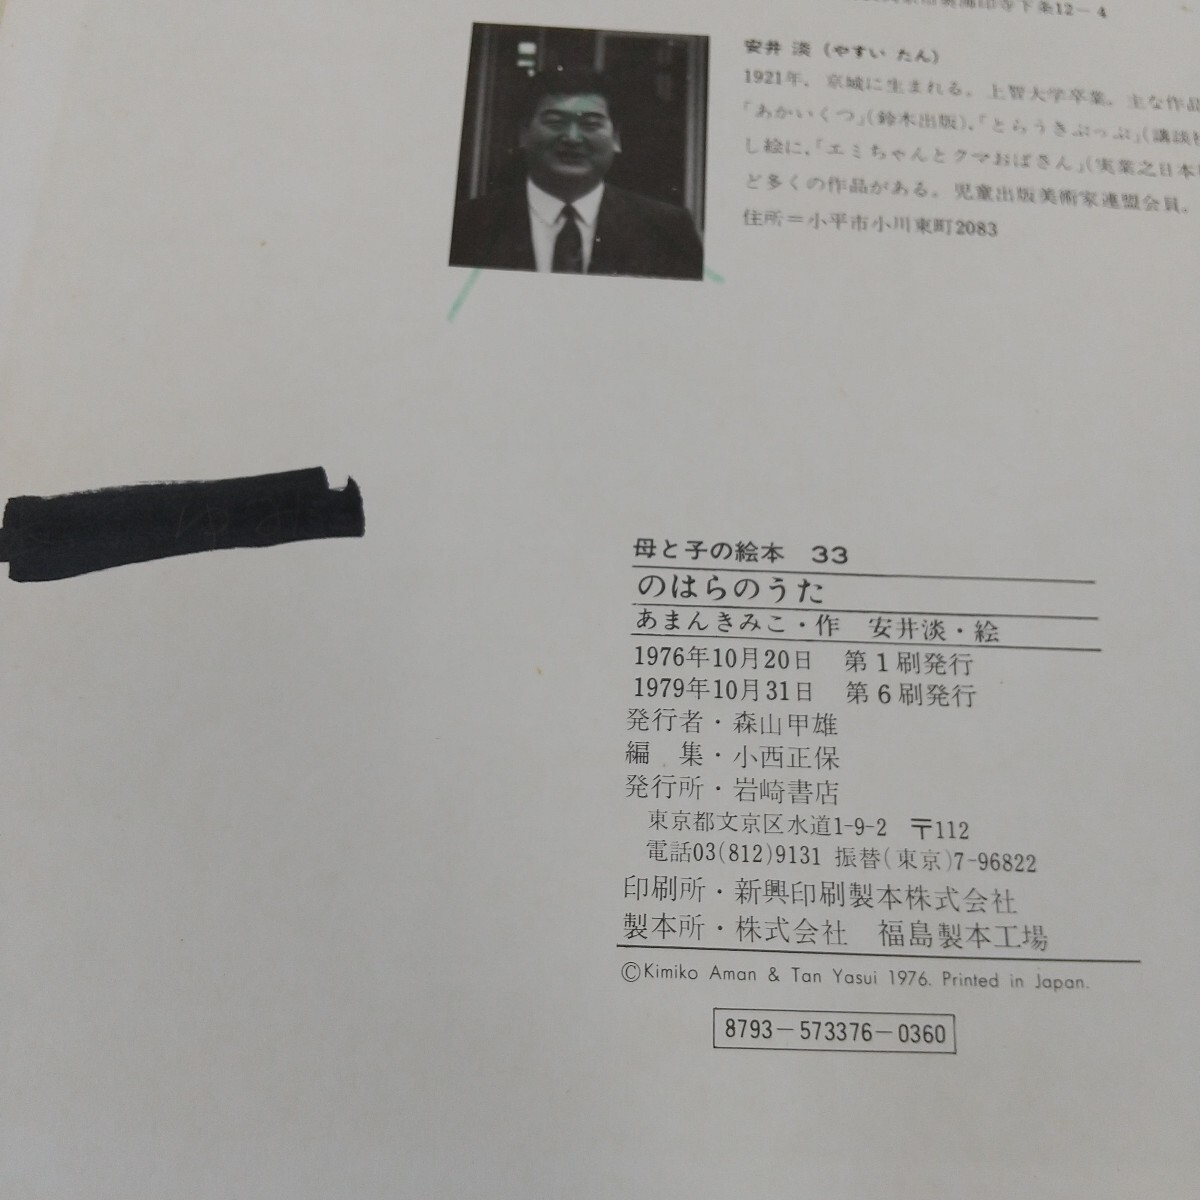 下条12-4
安井 淡 (やすい たん)
1921年、京城に生まれる。上智大学卒業。主な作品
「あかいくつ」(鈴木出版)、「とらうきぷっぷ」(講談社
し絵に、「エミちゃんとクマおばさん」(実業之日本
ど多くの作品がある。児童出版美術家連盟会員。
住所=小平市小川東町2083
母と子の絵本 33
のはらのうた
あまんきみこ・作 安井淡・絵
1976年10月20日 第1刷発行
1979年10月31日 第6刷発行
発行者・森山甲雄
編 集・小西正保
発行所・岩崎書店
東京都文京区水道1-9-2 〒112
電話03(812)9131 振替(東京)7-96822
印刷所・新興印刷製本株式会社
製本所・株式会社 福島製本工場
©Kimiko Aman & Tan Yasui 1976. Printed in Japan.
8793-573376-0360